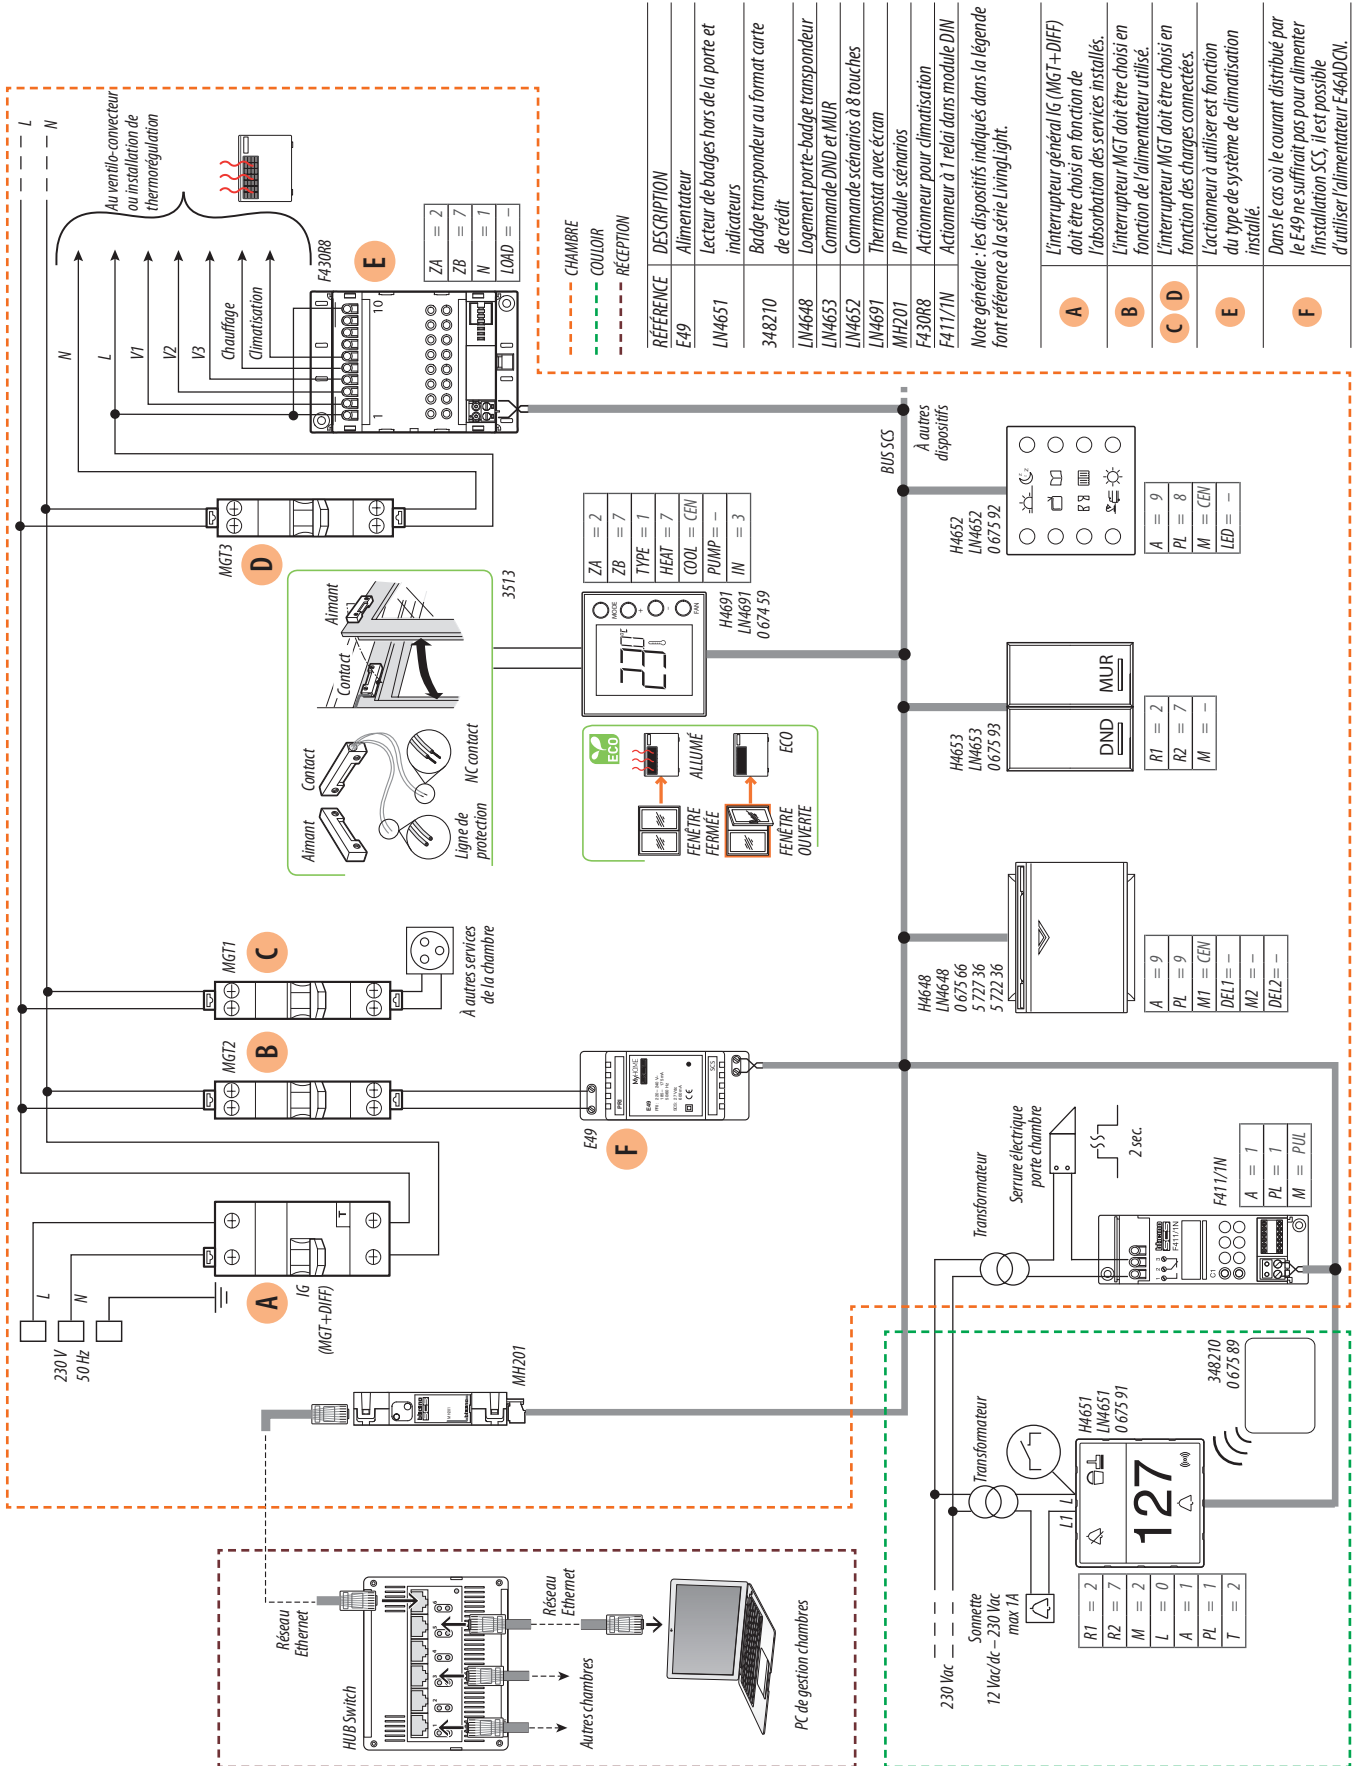 L
N
Au ventilo-convecteur
ou installation de
thermorégulation
N
L
V1
V2
V3
Chauffage
Climatisation
F430R8
E
1
10
ZA = 2
ZB = 7
N = 1
LOAD = –
CHAMBRE
COULOIR
RÉCEPTION
RÉFÉRENCE DESCRIPTION
E49 Alimentateur
LN4651 Lecteur de badges hors de la porte et
indicateurs
348210 Badge transpondeur au format carte
de crédit
LN4648 Logement porte-badge transpondeur
LN4653 Commande DND et MUR
LN4652 Commande scénarios à 8 touches
LN4691 Thermostat avec écran
MH201 IP module scénarios
F430R8 Actionneur pour climatisation
F411/1N Actionneur à 1 relai dans module DIN
Note générale : les dispositifs indiqués dans la légende
font référence à la série LivingLight.
A
L'interrupteur général IG (MGT+DIFF)
doit être choisi en fonction de
l'absorbation des services installés.
B
L'interrupteur MGT doit être choisi en
fonction de l'alimentateur utilisé.
C D
L'interrupteur MGT doit être choisi en
fonction des charges connectées.
E
L'actionneur à utiliser est fonction
du type de système de climatisation
installé.
F
Dans le cas où le courant distribué par
le E49 ne suffirait pas pour alimenter
l'installation SCS, il est possible
d'utiliser l'alimentateur E46ADCN.
MGT3
D
3513
Aimant
Contact
Contact
Aimant
NC contact
Ligne de
protection
ZA = 2
ZB = 7
TYPE = 1
HEAT = 7
COOL = CEN
PUMP = –
IN = 3
MODE
+
-
FAN
23.0°C
H4691
LN4691
0 674 59
ECO
ALLUMÉ
ECO
FENÊTRE
FERMÉE
FENÊTRE
OUVERTE
BUS SCS
À autres
dispositifs
H4652
LN4652
0 675 92
A = 9
PL = 8
M = CEN
LED = –
H4653
LN4653
0 675 93
DND
MUR
R1 = 2
R2 = 7
M = –
H4648
LN4648
0 675 66
5 727 36
5 722 36
A = 9
PL = 9
M1 = CEN
DEL1= –
M2 = –
DEL2= –
MGT1
C
À autres services
de la chambre
MGT2
B
E49
F
PRI
MyHOME
E49
SCS
230 V
50 Hz
L
N
A
IG
(MGT+DIFF)
T
MH201
Transformateur
Serrure électrique
porte chambre
2 sec.
F411/1N
F411/1N
C1
A = 1
PL = 1
M = PUL
Réseau
Ethernet
HUB Switch
Réseau
Ethernet
Autres chambres
PC de gestion chambres
230 Vac
Sonnette
12 Vac/dc – 230 Vac
max 1A
Transformateur
L1
L
H4651
LN4651
0 675 91
127
348210
0 675 89
R1 = 2
R2 = 7
M = 2
L = 0
A = 1
PL = 1
T = 2